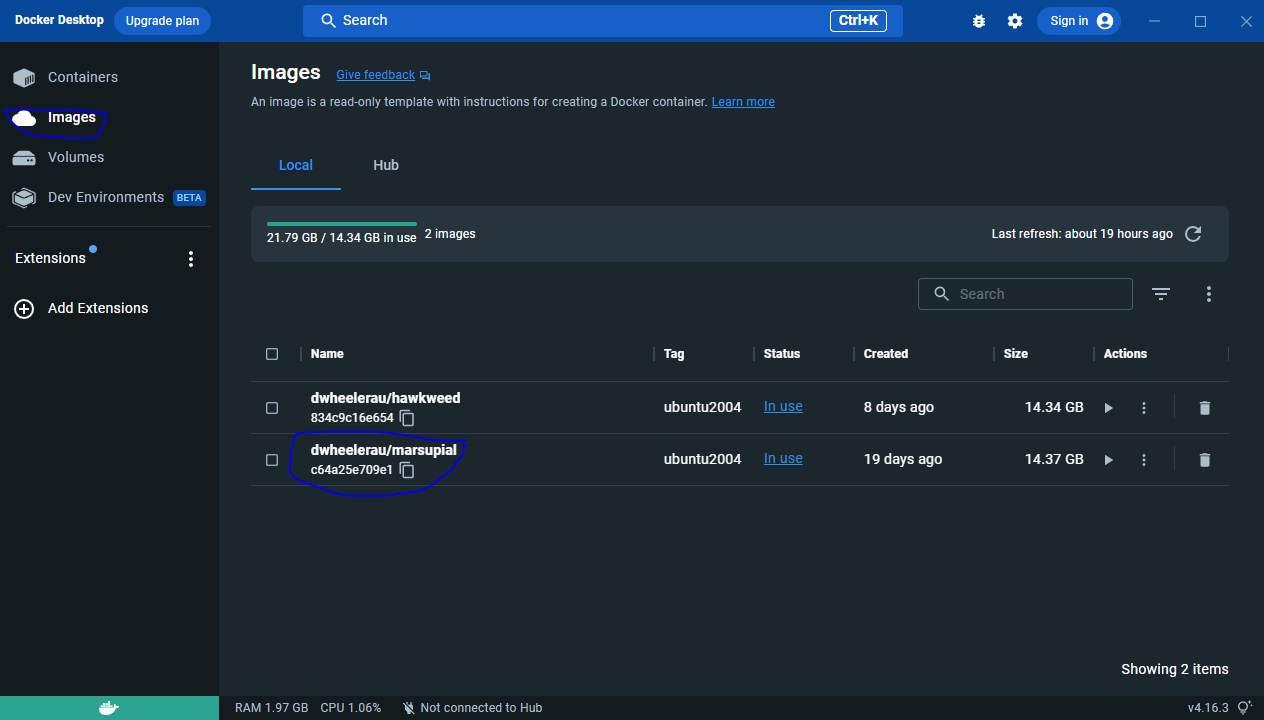 Docker Desktop Upgrade plan Search Ctrl+K Sign in
Containers
Images
Volumes
Dev Environments BETA
Extensions
Add Extensions
Images Give feedback
An image is a read-only template with instructions for creating a Docker container. Learn more
Local Hub
21.79 GB / 14.34 GB in use 2 images Last refresh: about 19 hours ago
Search
Name Tag Status Created Size Actions
dwheelerau/hawkweed
834c9c16e654 ubuntu2004 In use 8 days ago 14.34 GB
dwheelerau/marsupial
c64a25e709e1 ubuntu2004 In use 19 days ago 14.37 GB
Showing 2 items
RAM 1.97 GB CPU 1.06% Not connected to Hub v4.16.3